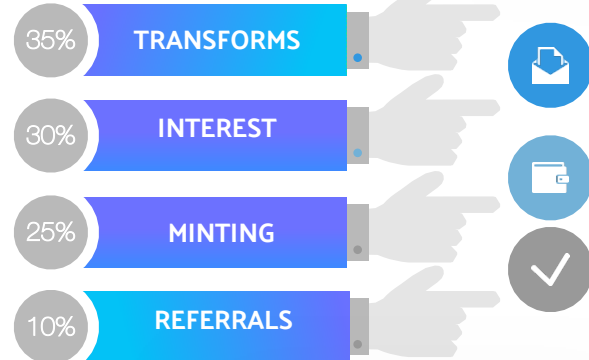 35% TRANSFORMS
30% INTEREST
25% MINTING
10% REFERRALS